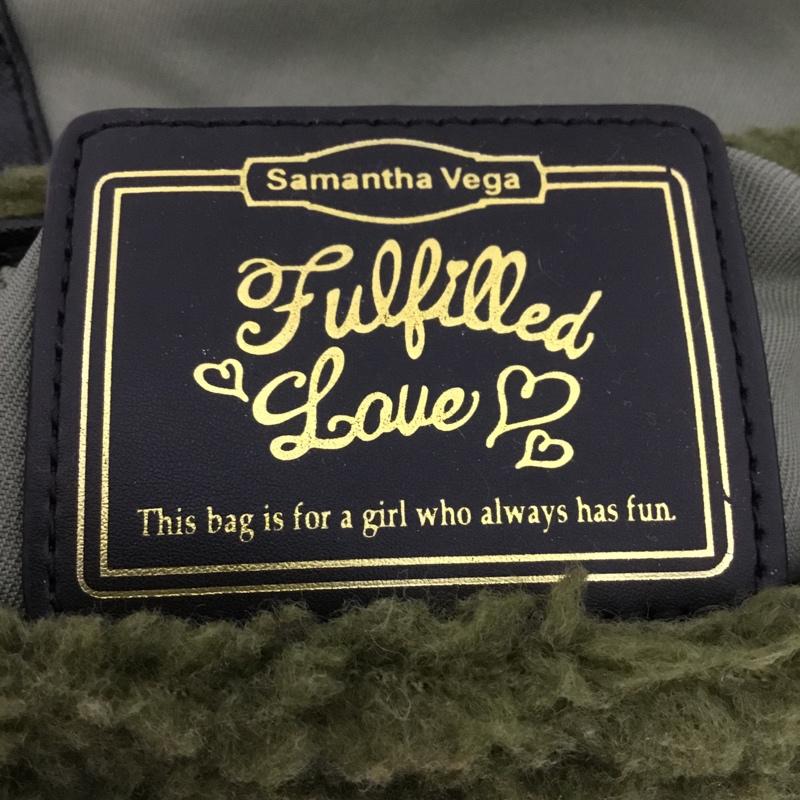 Samantha Vega
Fulfilled
Love
This bag is for a girl who always has fun.